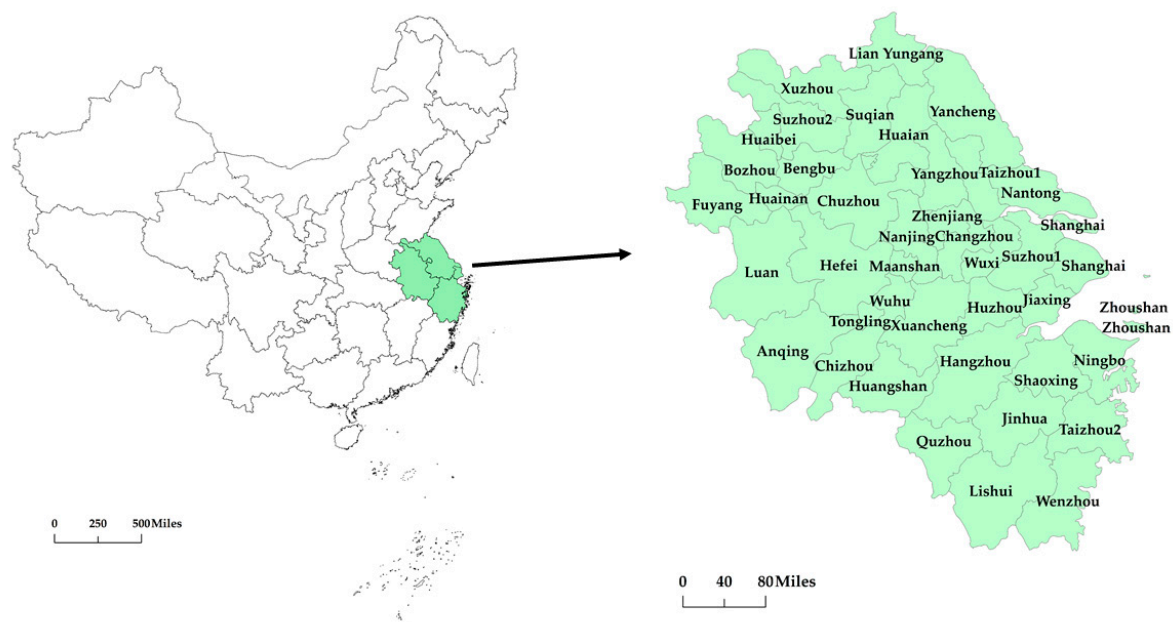 Lian Yungang
Xuzhou
Suzhou2
Suqian
Yancheng
Huaian
Huaibei
Bozhou
Bengbu
Yangzhou
Taizhou1
Nantong
Fuyang
Huainan
Chuzhou
Zhenjiang
Shanghai
Nanjing
Changzhou
Luan
Hefei
Maanshan
Wuxi
Suzhou1
Shanghai
Wuhu
Huzhou
Jiaxing
Zhoushan
Tongling
Xuancheng
Zhoushan
Anqing
Chizhou
Hangzhou
Ningbo
Huangshan
Shaoxing
Jinhua
Taizhou2
Quzhou
Lishui
Wenzhou
0 250 500Miles
0 40 80Miles